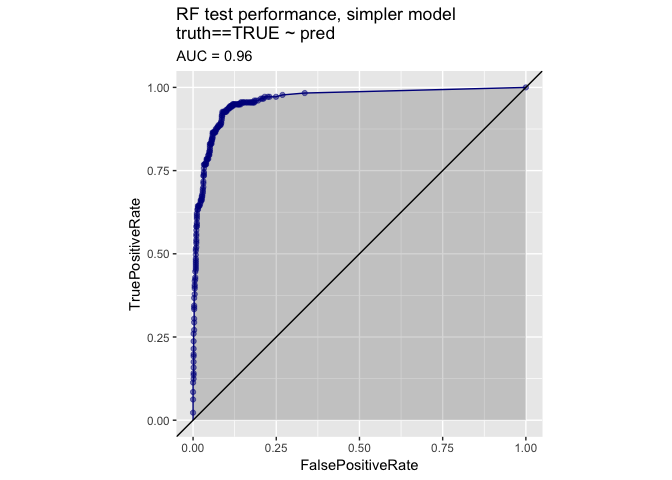 RF test performance, simpler model
truth==TRUE ~ pred
AUC = 0.96
1.00
0.75
0.50
0.25
0.00
TruePositiveRate
0.00 0.25 0.50 0.75 1.00
FalsePositiveRate